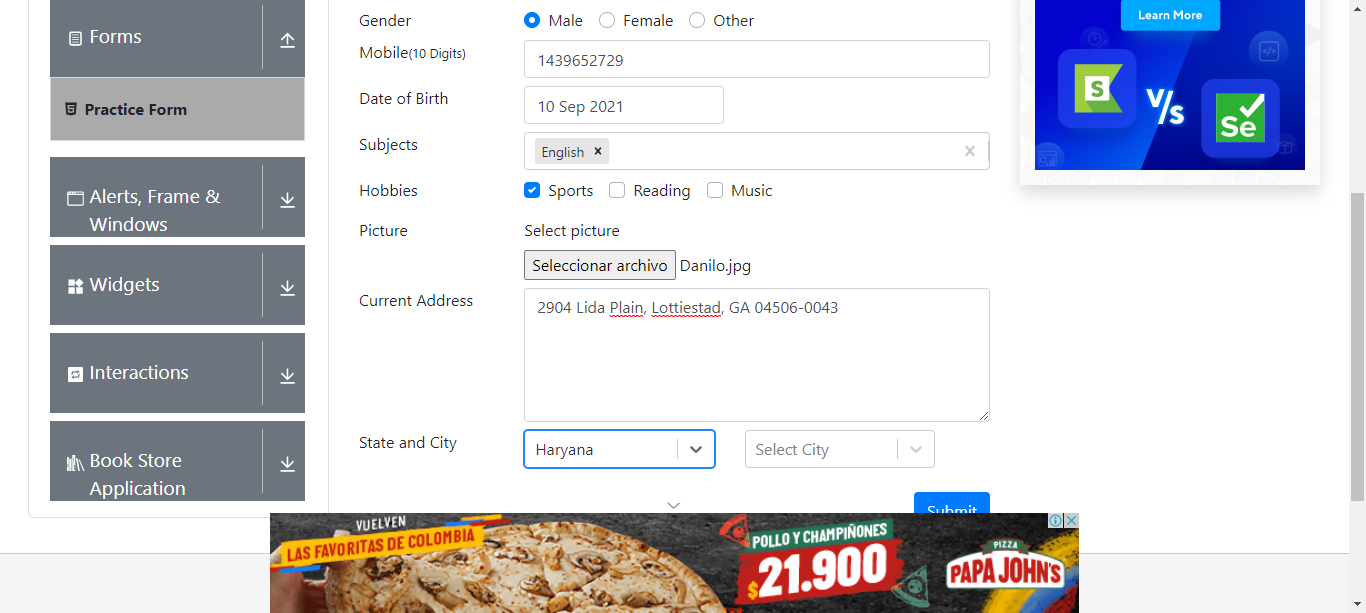 Forms
Practice Form
Alerts, Frame &
Windows
Widgets
Interactions
Book Store
Application
Gender
Male
Female
Other
Mobile(10 Digits)
1439652729
Date of Birth
10 Sep 2021
Subjects
English ×
×
Hobbies
Sports
Reading
Music
Picture
Select picture
Seleccionar archivo Danilo.jpg
Current Address
2904 Lida Plain, Lottiestad, GA 04506-0043
State and City
Haryana
Select City
Submit
Learn More
S
V/s
Se
VUELVEN
LAS FAVORITAS DE COLOMBIA
POLLO Y CHAMPIÑONES
$21.900
PIZZA
PAPA JOHN'S